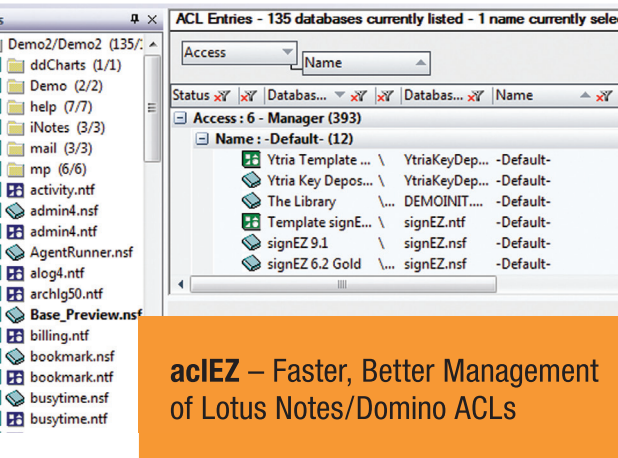 s
Demo2/Demo2 (135/
ddCharts (1/1)
Demo (2/2)
help (7/7)
iNotes (3/3)
mail (3/3)
mp (6/6)
activity.ntf
admin4.nsf
admin4.ntf
AgentRunner.nsf
alog4.ntf
archlg50.ntf
Base_Preview.nsf
billing.ntf
bookmark.nsf
bookmark.ntf
busytime.nsf
busytime.ntf
ACL Entries - 135 databases currently listed - 1 name currently sele
Access
Name
Status Databas... Databas... Name
Access : 6 - Manager (393)
Name : -Default- (12)
Ytria Template ... \ YtriaKeyDep... -Default-
Ytria Key Depos... \ YtriaKeyDep... -Default-
The Library \... DEMOINIT.... -Default-
Template signE... \ signEZ.ntf -Default-
signEZ 9.1 \ signEZ.nsf -Default-
signEZ 6.2 Gold \... signEZ.nsf -Default-
aclEZ – Faster, Better Management
of Lotus Notes/Domino ACLs